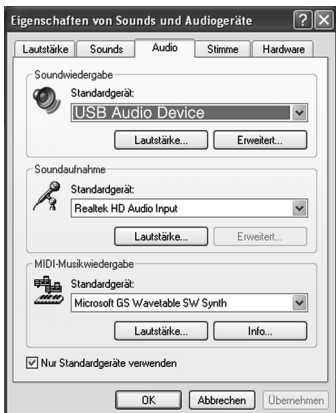 Eigenschaften von Sounds und Audiogeräte
Lautstärke Sounds Audio Stimme Hardware
Soundwiedergabe
Standardgerät:
USB Audio Device
Lautstärke... Erweitert...
Soundaufnahme
Standardgerät:
Realtek HD Audio Input
Lautstärke... Erweitert...
MIDI-Musikwiedergabe
Standardgerät:
Microsoft GS Wavetable SW Synth
Lautstärke... Info...
Nur Standardgeräte verwenden
OK Abbrechen Übernehmen